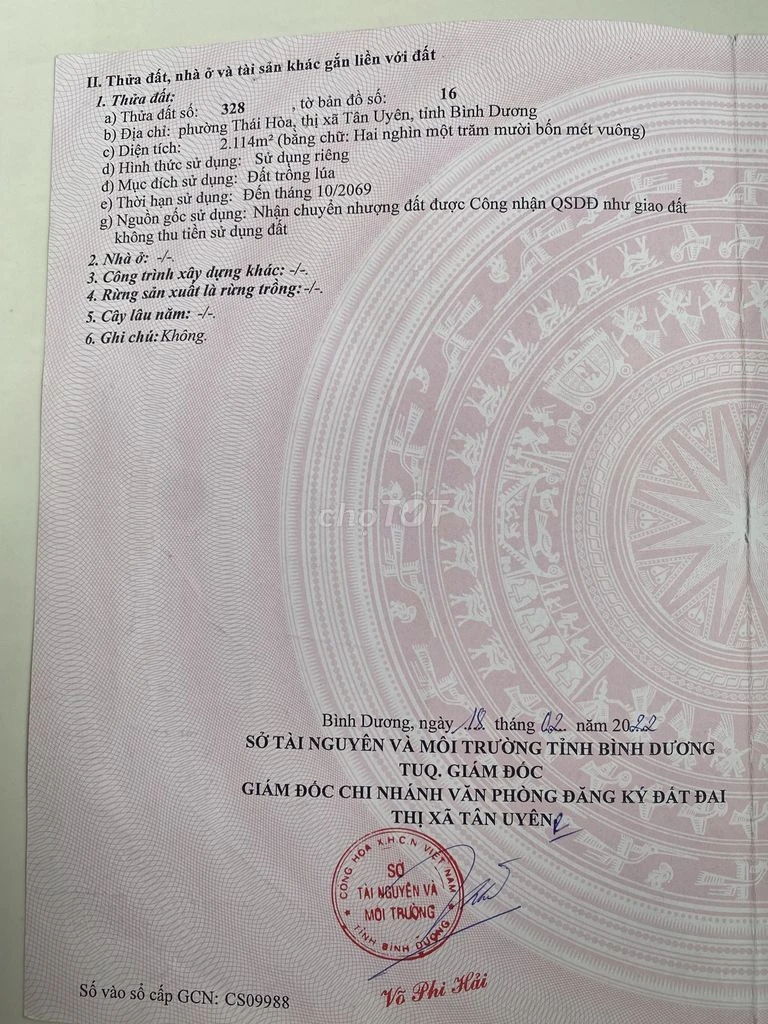 II. Thửa đất, nhà ở và tài sản khác gắn liền với đất
1. Thửa đất:
a) Thửa đất số: 328 , tờ bản đồ số: 16
b) Địa chỉ: phường Thái Hòa, thị xã Tân Uyên, tỉnh Bình Dương
c) Diện tích: 2.114m² (bằng chữ: Hai nghìn một trăm mười bốn mét vuông)
d) Hình thức sử dụng: Sử dụng riêng
đ) Mục đích sử dụng: Đất trồng lúa
e) Thời hạn sử dụng: Đến tháng 10/2069
g) Nguồn gốc sử dụng: Nhận chuyển nhượng đất được Công nhận QSDĐ như giao đất
không thu tiền sử dụng đất
2. Nhà ở: -/-.
3. Công trình xây dựng khác: -/-.
4. Rừng sản xuất là rừng trồng:-/-.
5. Cây lâu năm: -/-.
6. Ghi chú: Không.
chợTỐT
Bình Dương, ngày 18 tháng 02 năm 2022
SỞ TÀI NGUYÊN VÀ MÔI TRƯỜNG TỈNH BÌNH DƯƠNG
TUQ. GIÁM ĐỐC
GIÁM ĐỐC CHI NHÁNH VĂN PHÒNG ĐĂNG KÝ ĐẤT ĐAI
THỊ XÃ TÂN UYÊN
CỘNG HÒA X.H.C.N VIỆT NAM
SỞ
TÀI NGUYÊN VÀ
MÔI TRƯỜNG
TỈNH BÌNH DƯƠNG
Võ Phi Hải
Số vào sổ cấp GCN: CS09988